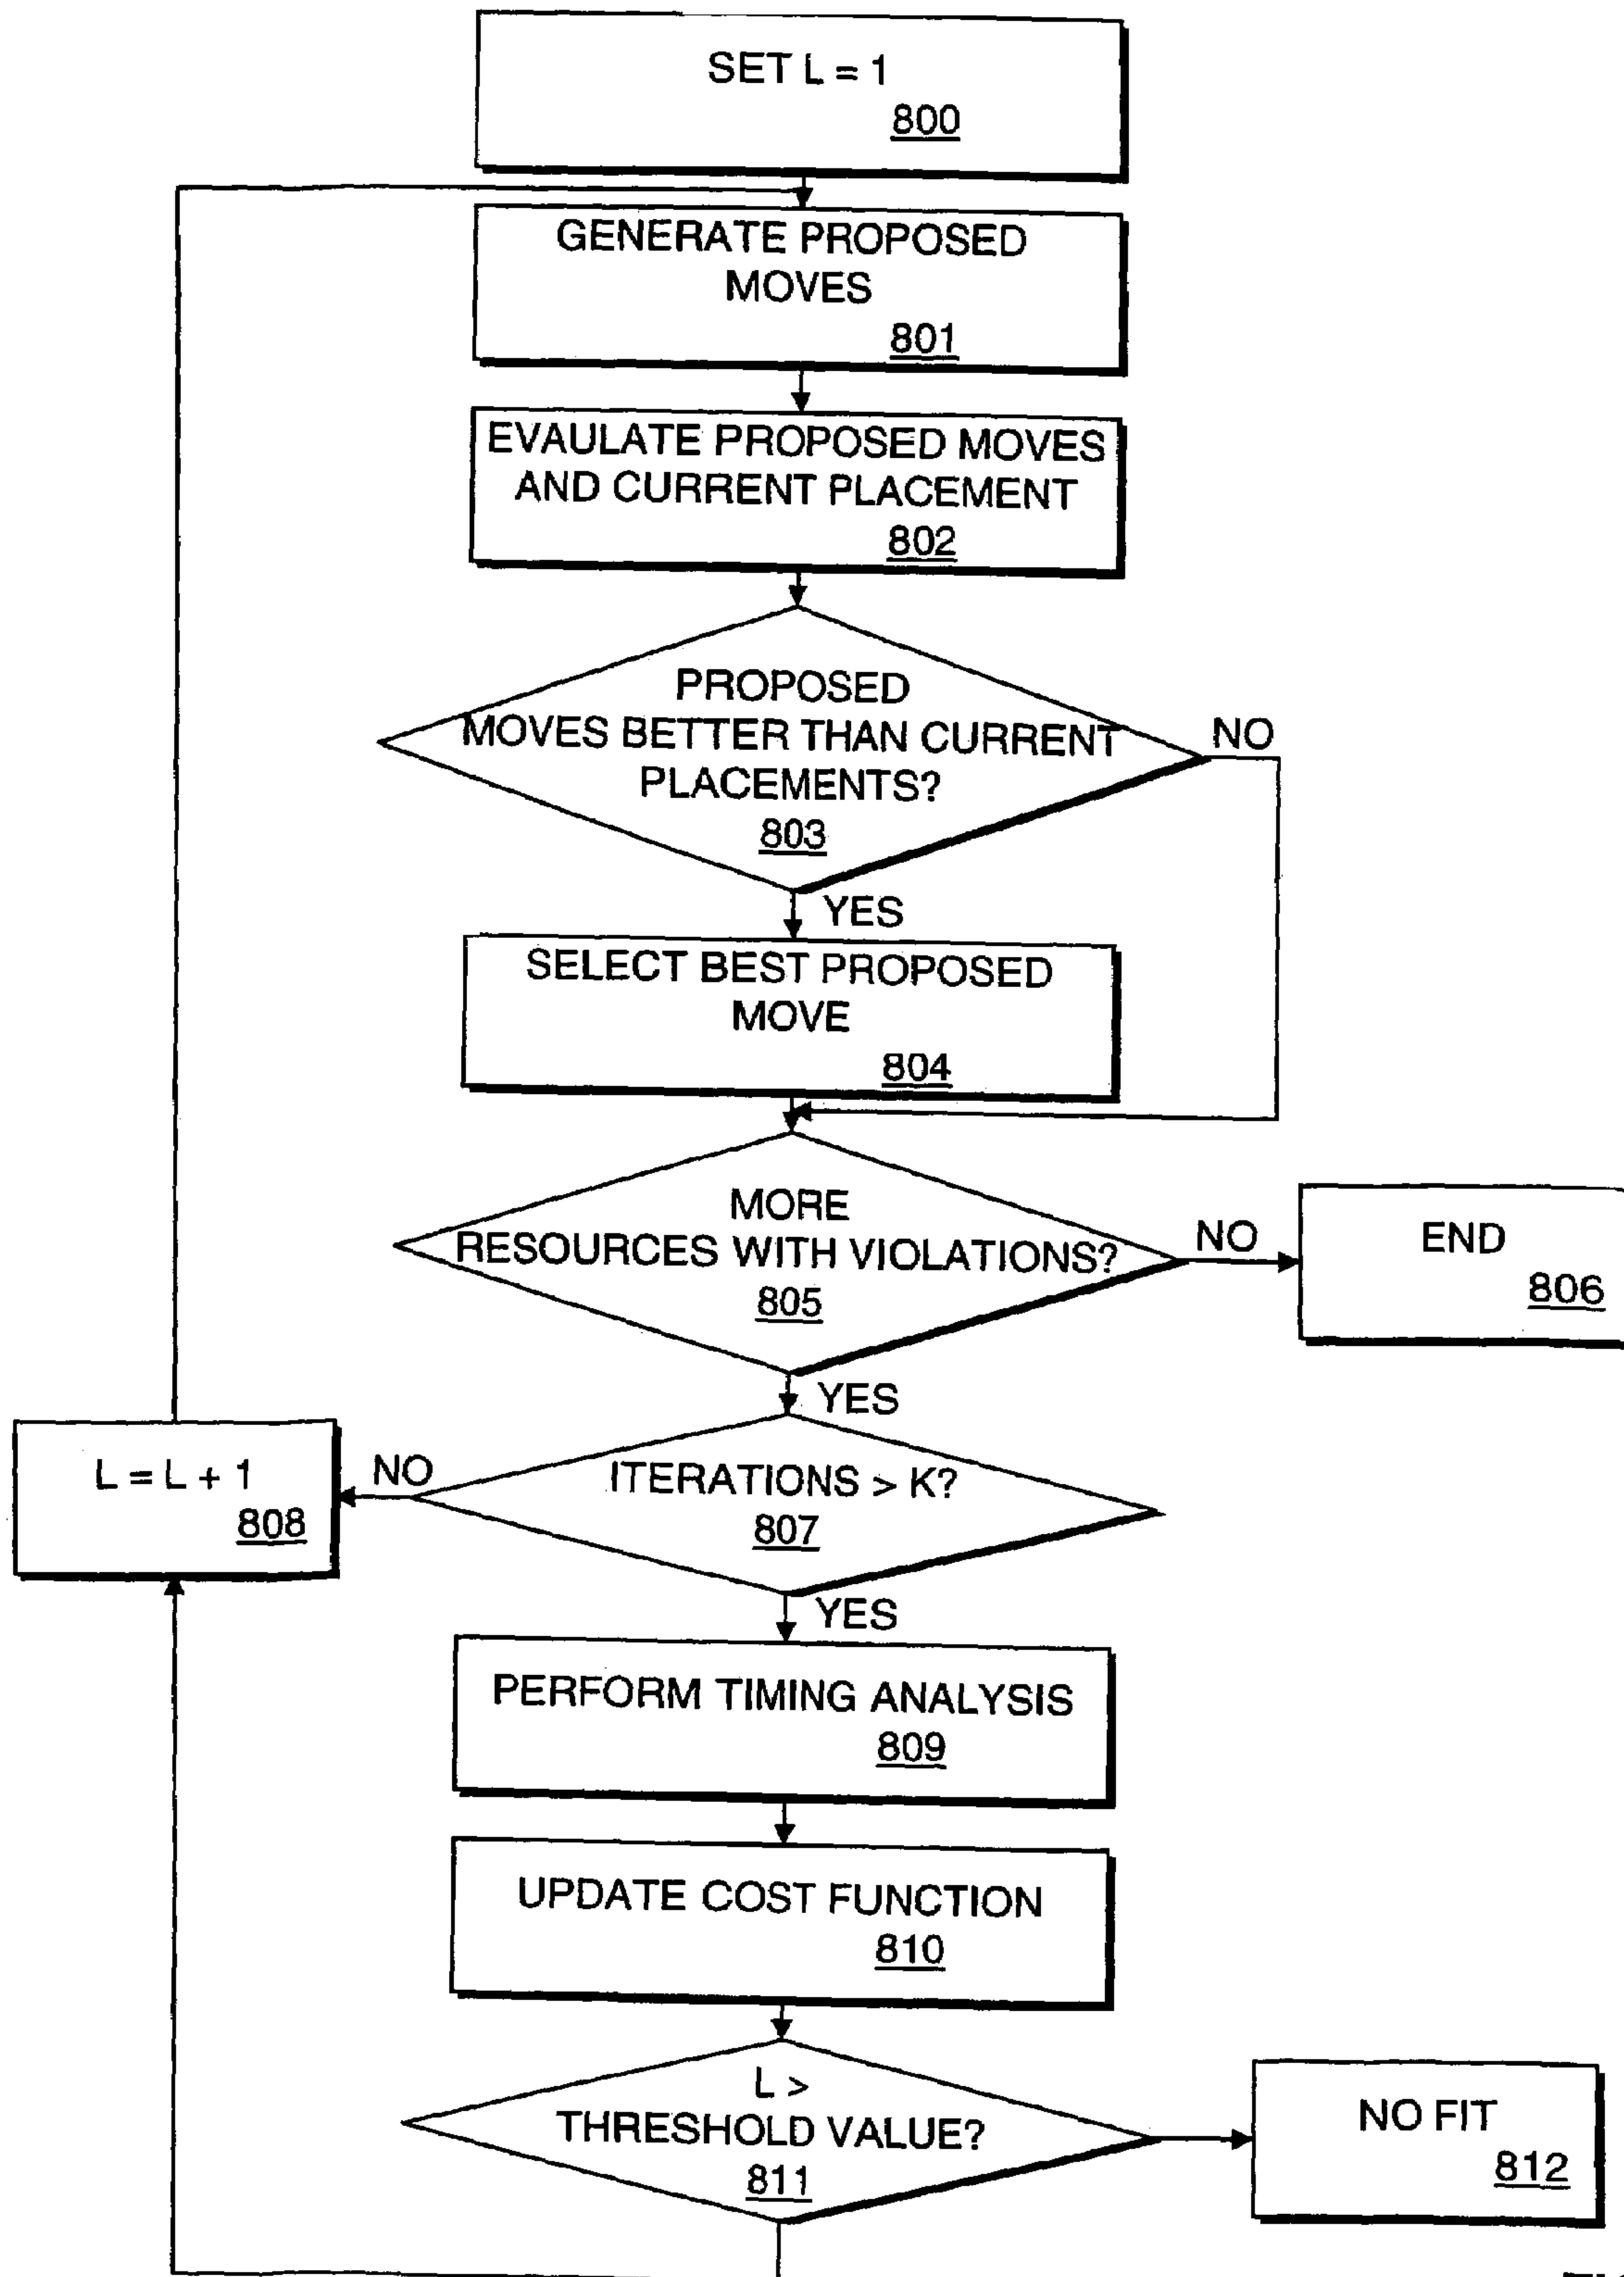 SET L = 1
800
GENERATE PROPOSED
MOVES
801
EVAULATE PROPOSED MOVES
AND CURRENT PLACEMENT
802
PROPOSED
MOVES BETTER THAN CURRENT
PLACEMENTS?
803
NO
YES
SELECT BEST PROPOSED
MOVE
804
MORE
RESOURCES WITH VIOLATIONS?
805
NO
END
806
YES
ITERATIONS > K?
807
NO
L = L + 1
808
YES
PERFORM TIMING ANALYSIS
809
UPDATE COST FUNCTION
810
L >
THRESHOLD VALUE?
811
NO FIT
812